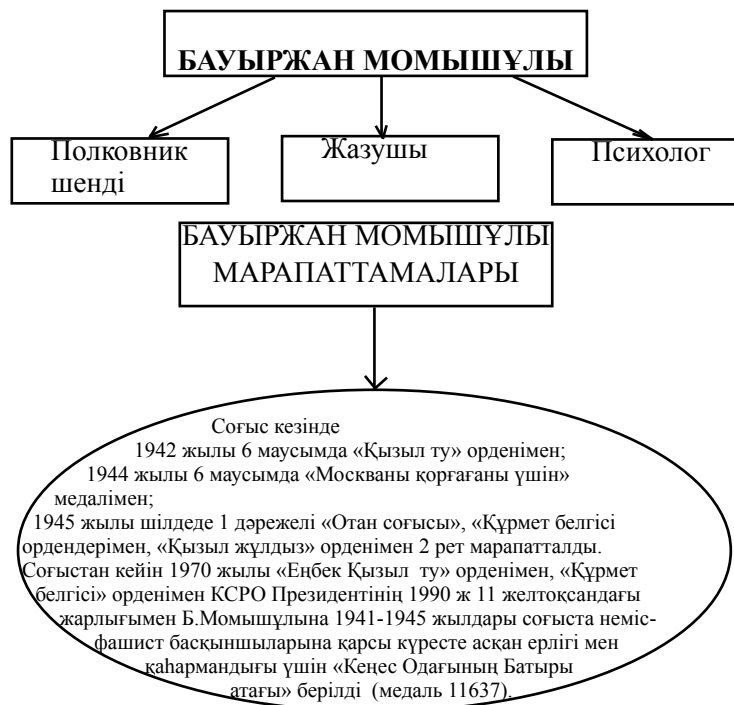 БАУЫРЖАН МОМЫШҰЛЫ
Полковник
шенді
Жазушы
Психолог
БАУЫРЖАН МОМЫШҰЛЫ
МАРАПАТТАМАЛАРЫ
Соғыс кезінде
1942 жылы 6 маусымда «Қызыл ту» орденімен;
1944 жылы 6 маусымда «Москваны қорғағаны үшін»
медалімен;
1945 жылы шілдеде 1 дәрежелі «Отан соғысы», «Құрмет белгісі
ордендерімен, «Қызыл жұлдыз» орденімен 2 рет марапатталды.
Соғыстан кейін 1970 жылы «Еңбек Қызыл ту» орденімен, «Құрмет
белгісі» орденімен КСРО Президентінің 1990 ж 11 желтоқсандағы
жарлығымен Б.Момышұлына 1941-1945 жылдары соғыста неміс-
фашист басқыншыларына қарсы күресте асқан ерлігі мен
қаһармандығы үшін «Кеңес Одағының Батыры
атағы» берілді (медаль 11637).